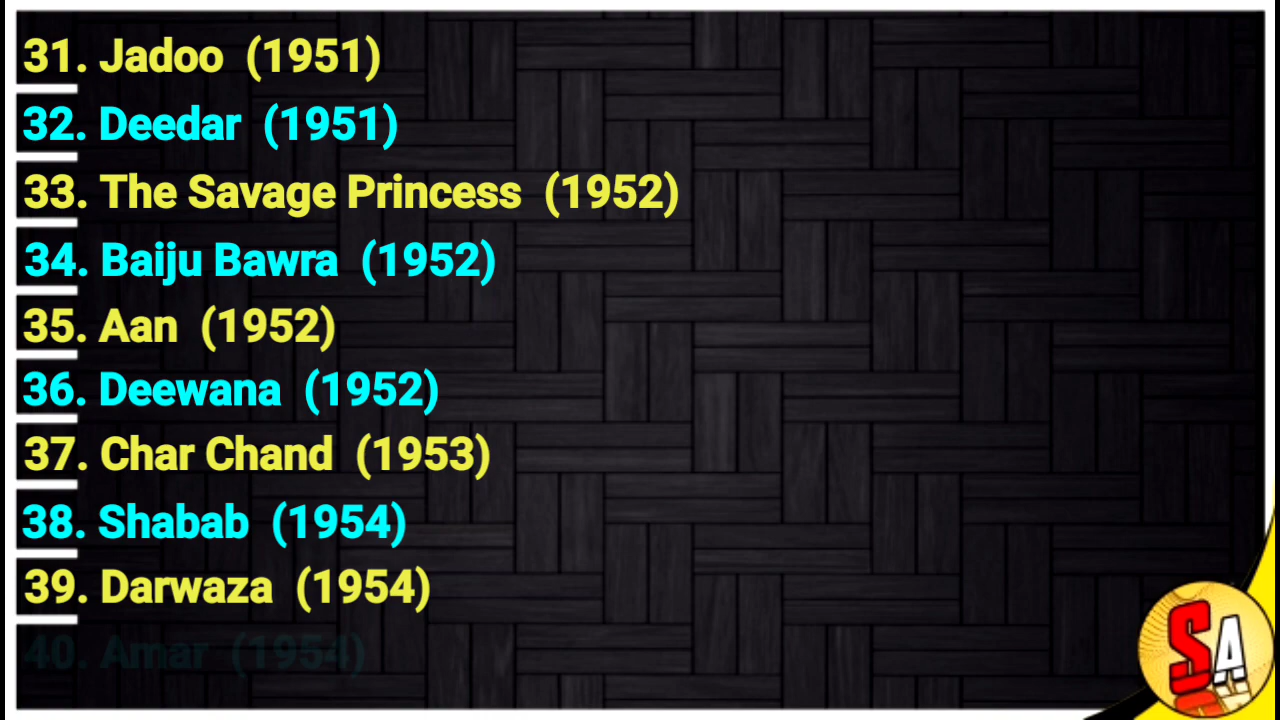 31. Jadoo (1951)
32. Deedar (1951)
33. The Savage Princess (1952)
34. Baiju Bawra (1952)
35. Aan (1952)
36. Deewana (1952)
37. Char Chand (1953)
38. Shabab (1954)
39. Darwaza (1954)
40. Amar (1954)
SA